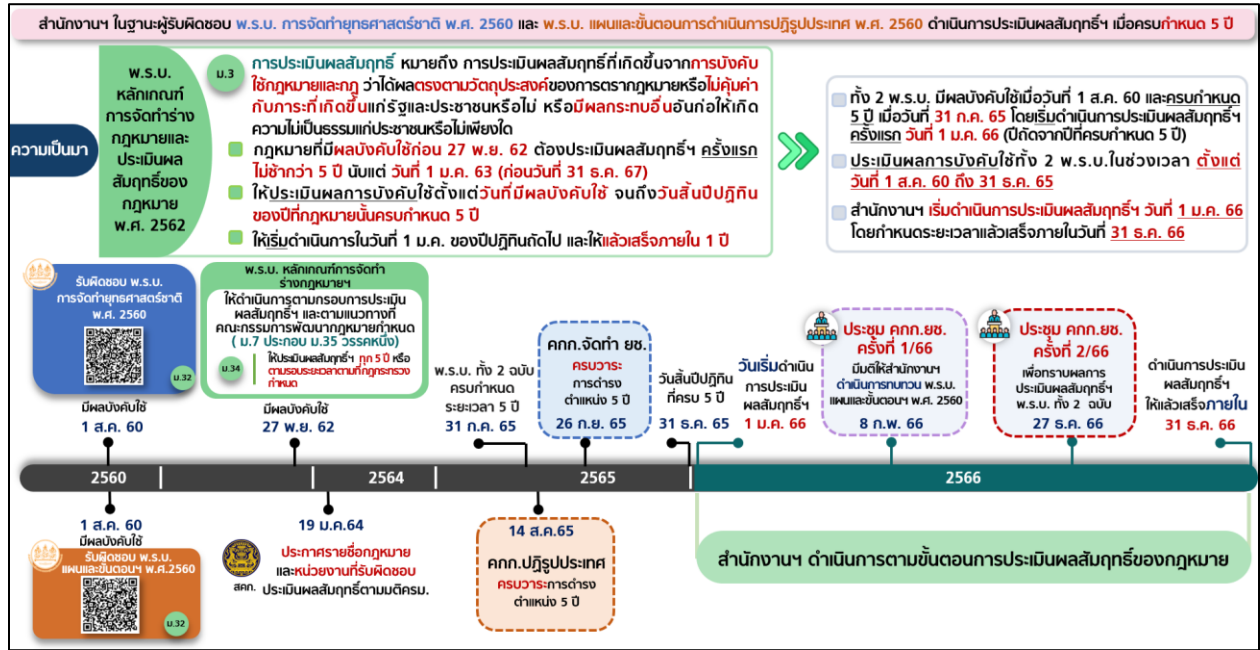 สำนักงานฯ ในฐานะผู้รับผิดชอบ พ.ร.บ. การจัดทำยุทธศาสตร์ชาติ พ.ศ. 2560 และ พ.ร.บ. แผนและขั้นตอนการดำเนินการปฏิรูปประเทศ พ.ศ. 2560 ดำเนินการประเมินผลสัมฤทธิ์ฯ เมื่อครบกำหนด 5 ปี
ความเป็นมา
พ.ร.บ.
หลักเกณฑ์
การจัดทำร่าง
กฎหมายและ
ประเมินผล
สัมฤทธิ์ของ
กฎหมาย
พ.ศ. 2562
ม.3
การประเมินผลสัมฤทธิ์ หมายถึง การประเมินผลสัมฤทธิ์ที่เกิดขึ้นจากการบังคับ
ใช้กฎหมายและกฎ ว่าได้ผลตรงตามวัตถุประสงค์ของการตรากฎหมายหรือไม่คุ้มค่า
กับภาระที่เกิดขึ้นแก่รัฐและประชาชนหรือไม่ หรือมีผลกระทบอื่นอันก่อให้เกิด
ความไม่เป็นธรรมแก่ประชาชนหรือไม่เพียงใด
กฎหมายที่มีผลบังคับใช้ก่อน 27 พ.ย. 62 ต้องประเมินผลสัมฤทธิ์ฯ ครั้งแรก
ไม่ช้ากว่า 5 ปี นับแต่ วันที่ 1 ม.ค. 63 (ก่อนวันที่ 31 ธ.ค. 67)
ให้ประเมินผลการบังคับใช้ตั้งแต่วันที่มีผลบังคับใช้ จนถึงวันสิ้นปีปฏิทิน
ของปีที่กฎหมายนั้นครบกำหนด 5 ปี
ให้เริ่มดำเนินการในวันที่ 1 ม.ค. ของปีปฏิทินถัดไป และให้แล้วเสร็จภายใน 1 ปี
ทั้ง 2 พ.ร.บ. มีผลบังคับใช้เมื่อวันที่ 1 ส.ค. 60 และครบกำหนด
5 ปี เมื่อวันที่ 31 ก.ค. 65 โดยเริ่มดำเนินการประเมินผลสัมฤทธิ์ฯ
ครั้งแรก วันที่ 1 ม.ค. 66 (ปีถัดจากปีที่ครบกำหนด 5 ปี)
ประเมินผลการบังคับใช้ทั้ง 2 พ.ร.บ.ในช่วงเวลา ตั้งแต่
วันที่ 1 ส.ค. 60 ถึง 31 ธ.ค. 65
สำนักงานฯ เริ่มดำเนินการประเมินผลสัมฤทธิ์ฯ วันที่ 1 ม.ค. 66
โดยกำหนดระยะเวลาแล้วเสร็จภายในวันที่ 31 ธ.ค. 66
รับผิดชอบ พ.ร.บ.
การจัดทำยุทธศาสตร์ชาติ
พ.ศ. 2560
ม.32
มีผลบังคับใช้
1 ส.ค. 60
พ.ร.บ. หลักเกณฑ์การจัดทำ
ร่างกฎหมายฯ
ให้ดำเนินการตามกรอบการประเมิน
ผลสัมฤทธิ์ฯ และตามแนวทางที่
คณะกรรมการพัฒนากฎหมายกำหนด
( ม.7 ประกอบ ม.35 วรรคหนึ่ง)
ม.34
ให้ประเมินผลสัมฤทธิ์ฯ ทุก 5 ปี หรือ
ตามรอบระยะเวลาตามที่กฎกระทรวง
กำหนด
มีผลบังคับใช้
27 พ.ย. 62
พ.ร.บ. ทั้ง 2 ฉบับ
ครบกำหนด
ระยะเวลา 5 ปี
31 ก.ค. 65
คกก.จัดทำ ยช.
ครบวาระ
การดำรง
ตำแหน่ง 5 ปี
26 ก.ย. 65
วันสิ้นปีปฏิทิน
ที่ครบ 5 ปี
31 ธ.ค. 65
วันเริ่มดำเนิน
การประเมิน
ผลสัมฤทธิ์ฯ
1 ม.ค. 66
ประชุม คกก.ยช.
ครั้งที่ 1/66
มีมติให้สำนักงานฯ
ดำเนินการทบทวน พ.ร.บ.
แผนและขั้นตอนฯ พ.ศ. 2560
8 ก.พ. 66
ประชุม คกก.ยช.
ครั้งที่ 2/66
เพื่อทราบผลการ
ประเมินผลสัมฤทธิ์ฯ
พ.ร.บ. ทั้ง 2 ฉบับ
27 ธ.ค. 66
ดำเนินการประเมิน
ผลสัมฤทธิ์ฯ
ให้แล้วเสร็จภายใน
31 ธ.ค. 66
2560
2564
2565
2566
1 ส.ค. 60
มีผลบังคับใช้
รับผิดชอบ พ.ร.บ.
แผนและขั้นตอนฯ พ.ศ.2560
ม.32
19 ม.ค.64
ประกาศรายชื่อกฎหมาย
และหน่วยงานที่รับผิดชอบ
สคก. ประเมินผลสัมฤทธิ์ตามมติครม.
14 ส.ค.65
คกก.ปฏิรูปประเทศ
ครบวาระการดำรง
ตำแหน่ง 5 ปี
สำนักงานฯ ดำเนินการตามขั้นตอนการประเมินผลสัมฤทธิ์ของกฎหมาย